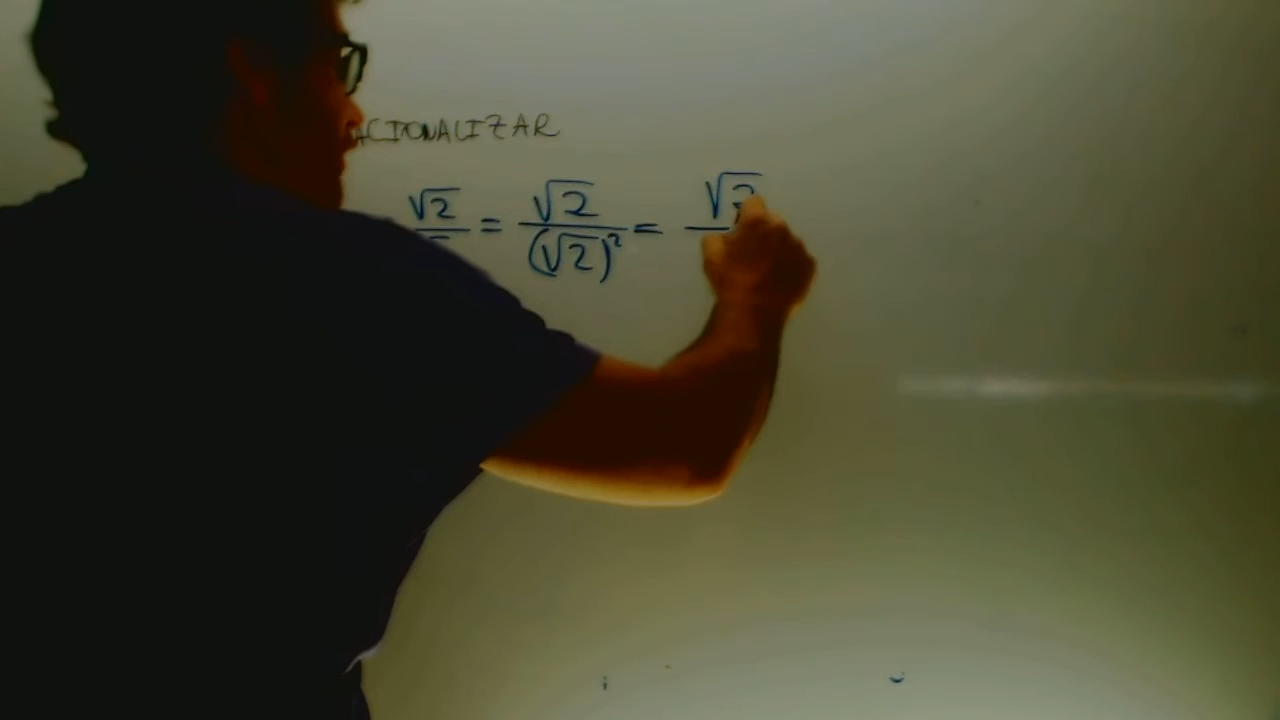 ACIONALIZAR
√2 = √2/(√2)² = √2